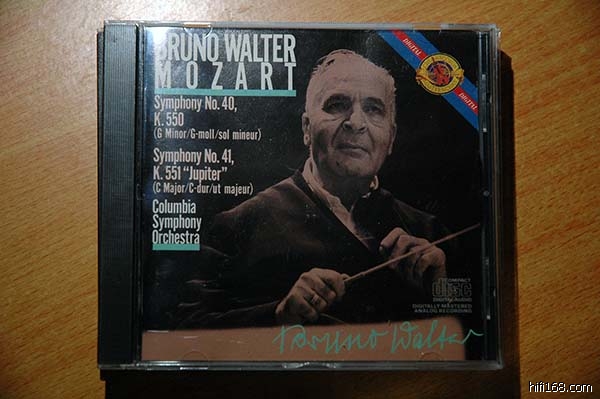 BRUNO WALTER
MOZART
Symphony No. 40,
K. 550
(G Minor/G-moll/sol mineur)
Symphony No. 41,
K. 551 "Jupiter"
(C Major/C-dur/ut majeur)
Columbia
Symphony
Orchestra
DIGITAL
DIGITAL
COMPACT
disc
DIGITAL AUDIO
DIGITALLY MASTERED
ANALOG RECORDING
Bruno Walter
hifi168.com